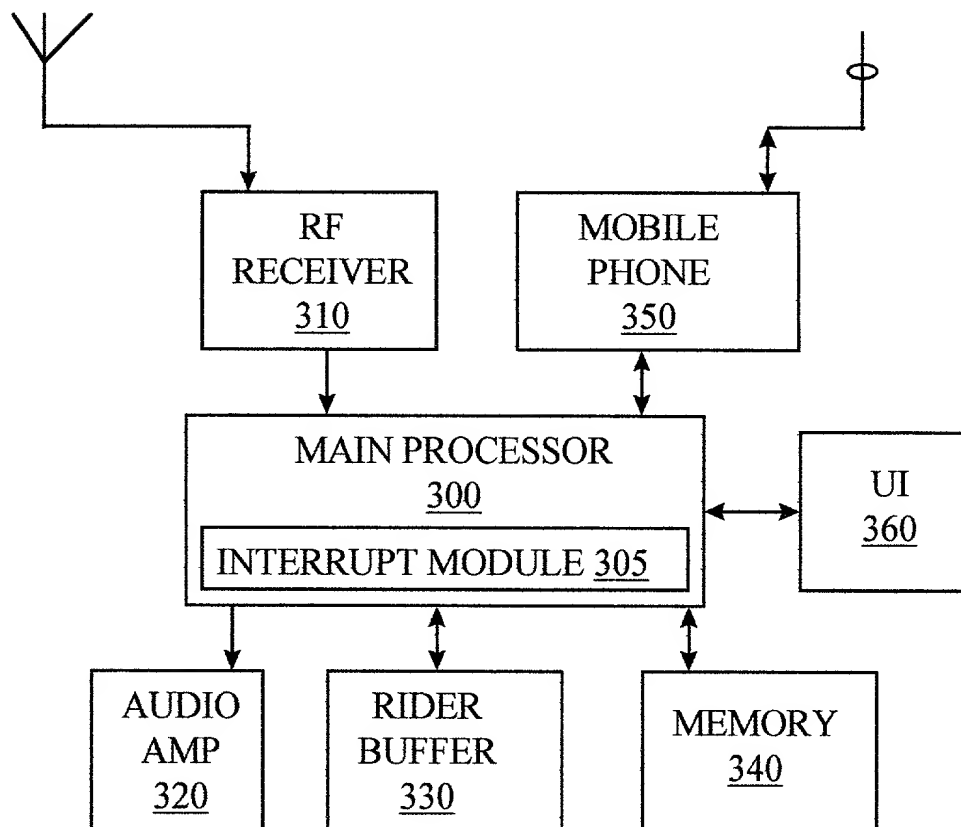 RF
RECEIVER
310
MOBILE
PHONE
350
MAIN PROCESSOR
300
INTERRUPT MODULE 305
UI
360
AUDIO
AMP
320
RIDER
BUFFER
330
MEMORY
340